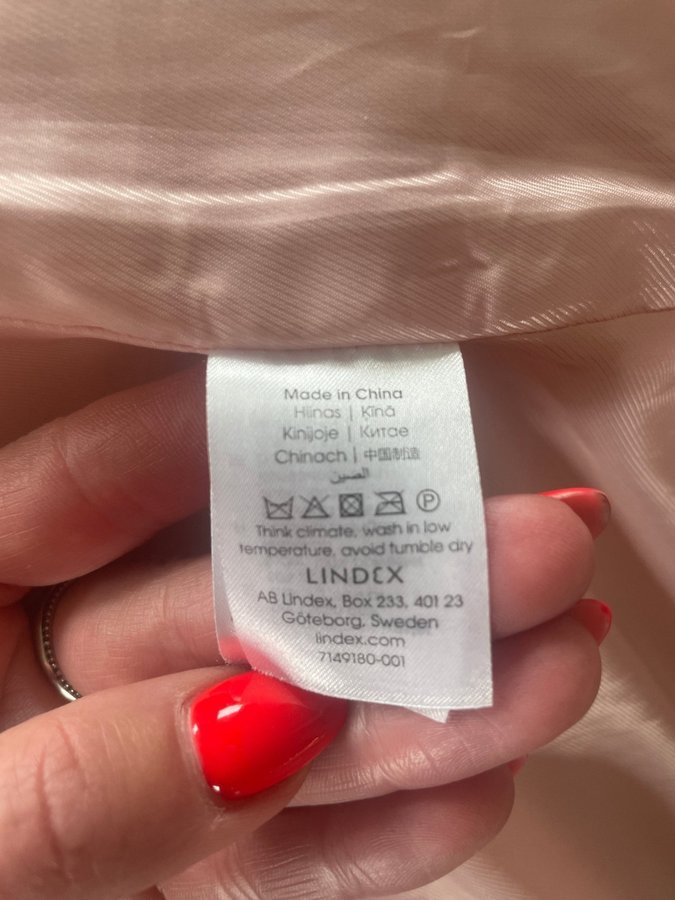 Made in China
Hiinas | Ķīnā
Kinijoje | Китае
Chinach | 中国制造
الصين
P
Think climate, wash in low
temperature, avoid tumble dry
LINDEX
AB Lindex, Box 233, 401 23
Göteborg, Sweden
lindex.com
7149180-001